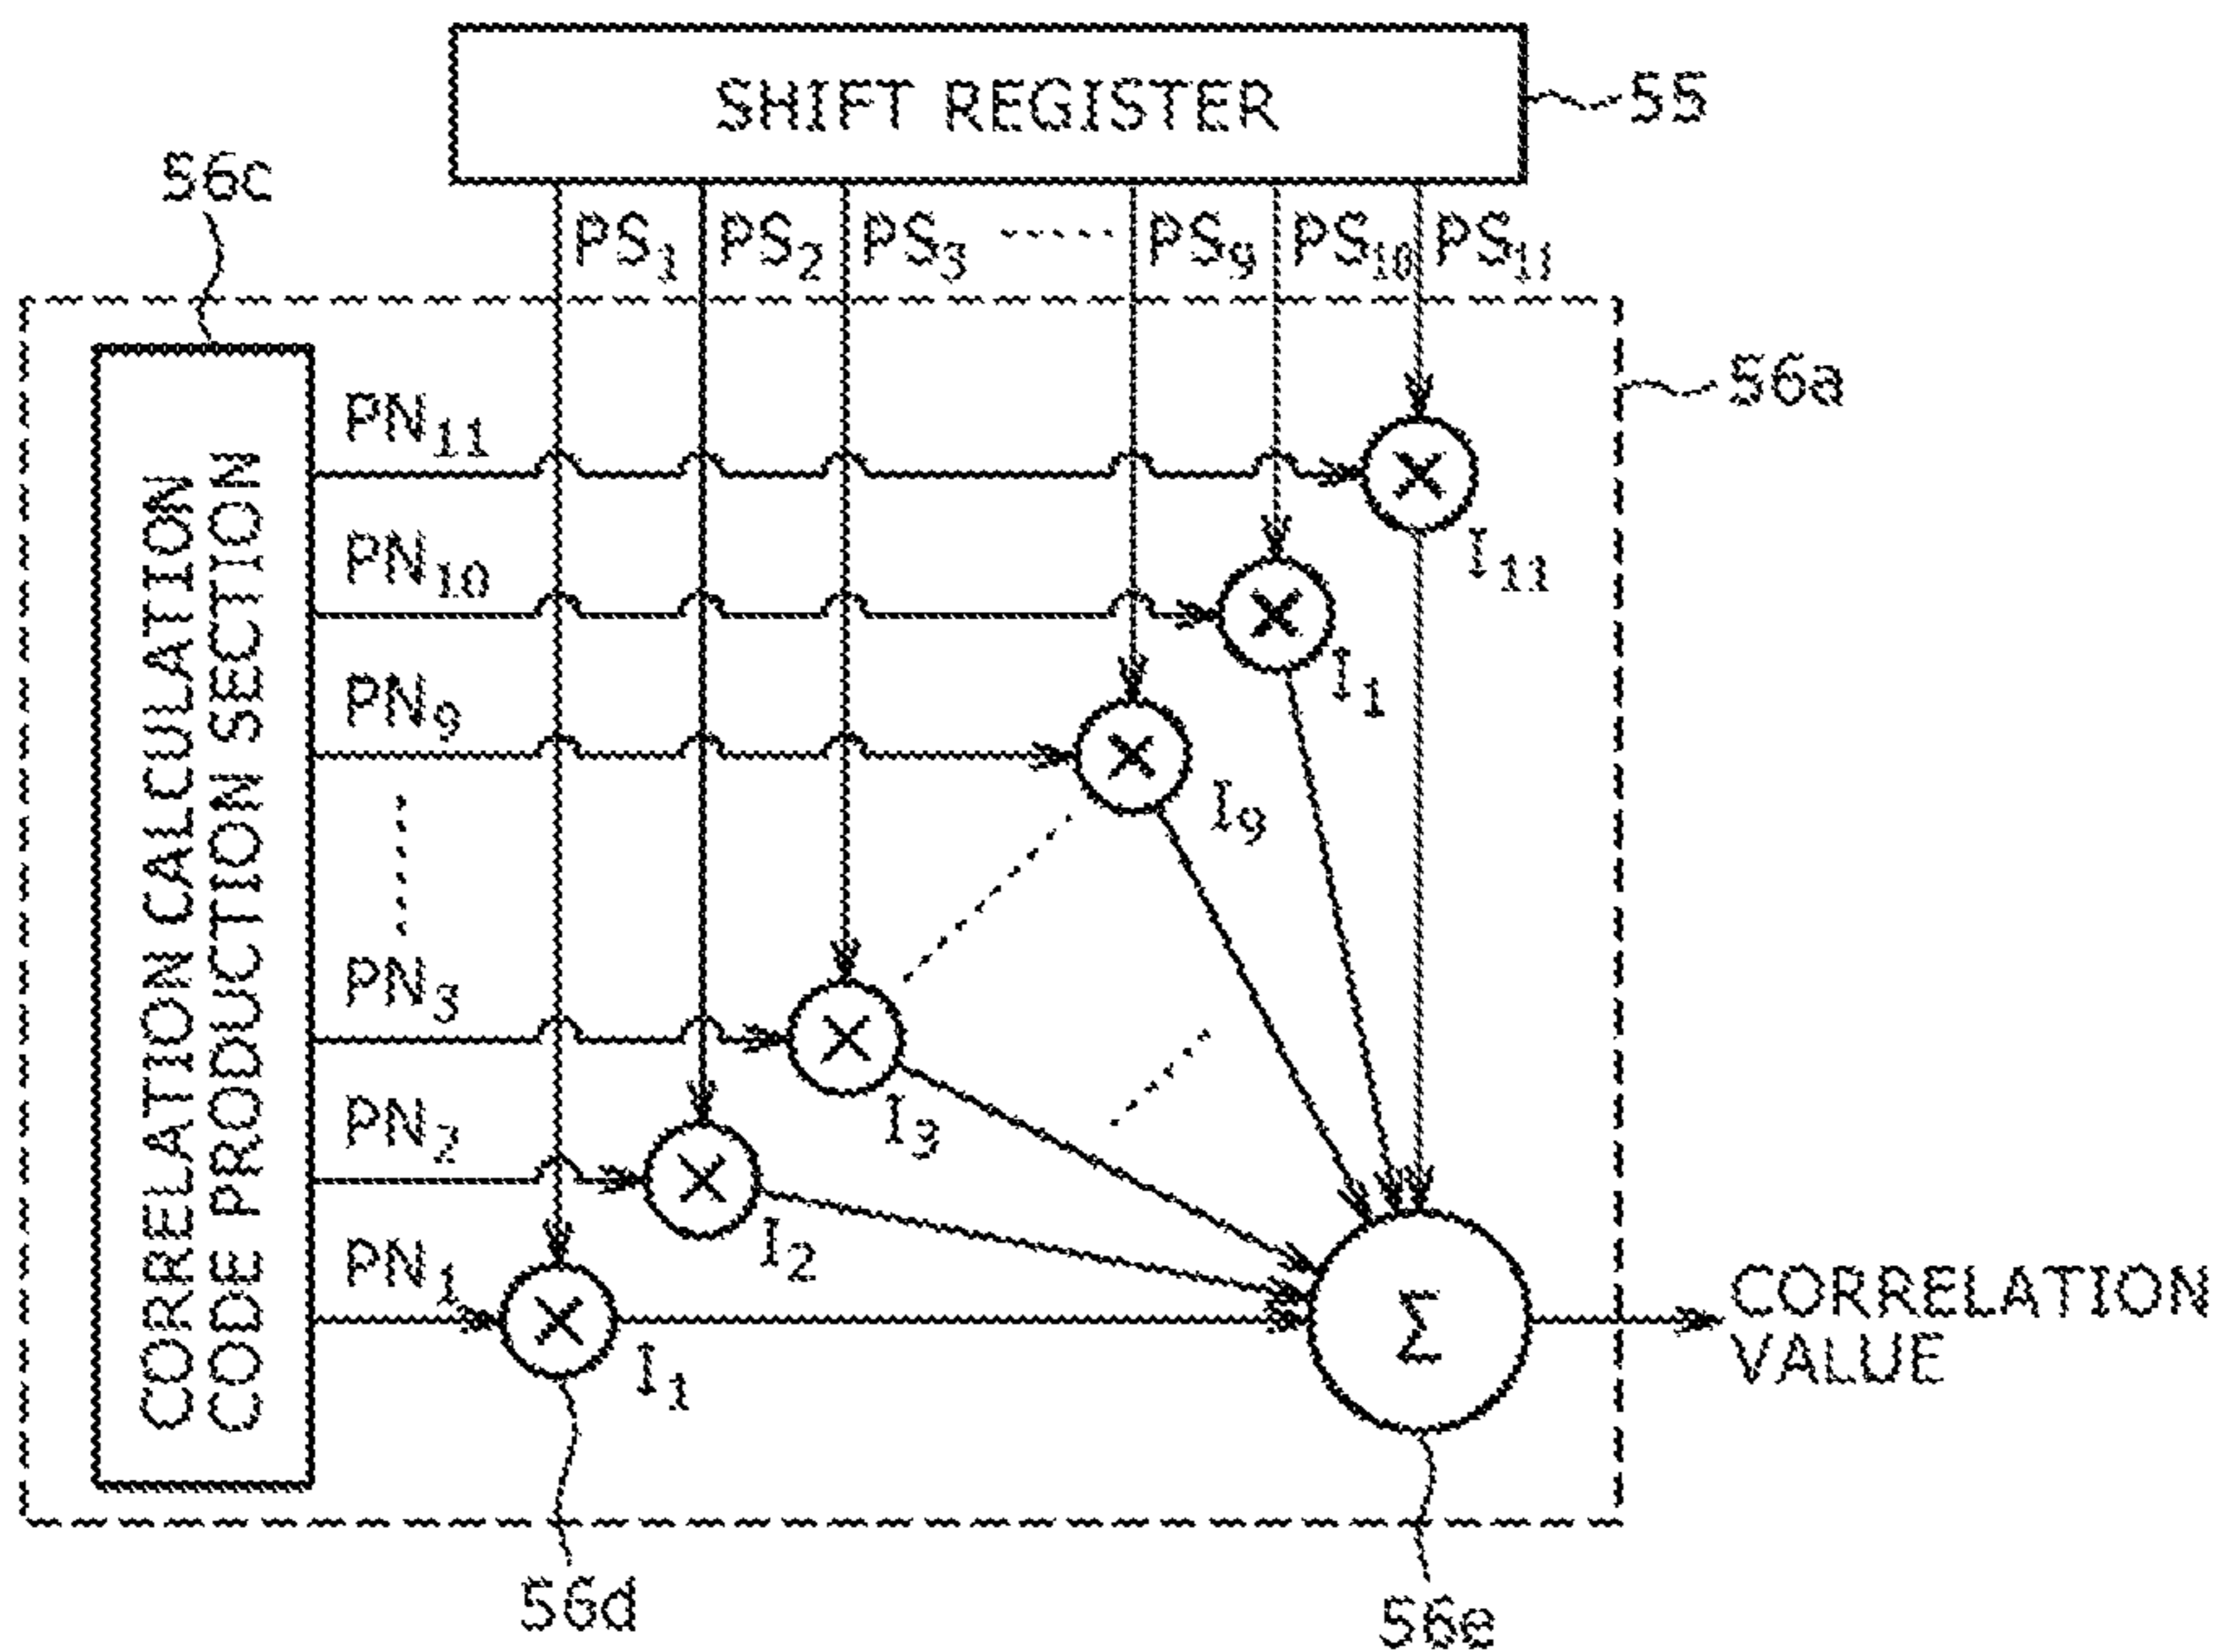 SHIFT REGISTER
55
56c
PS1 PS2 PS3 ..... PS9 PS10 PS11
56a
PN11
I11
PN10
I1
PN9
I9
PN3
I3
PN2
I2
PN1
I1
CORRELATION CALCULATION
CODE PRODUCTION SECTION
Σ
CORRELATION
VALUE
56d
56e